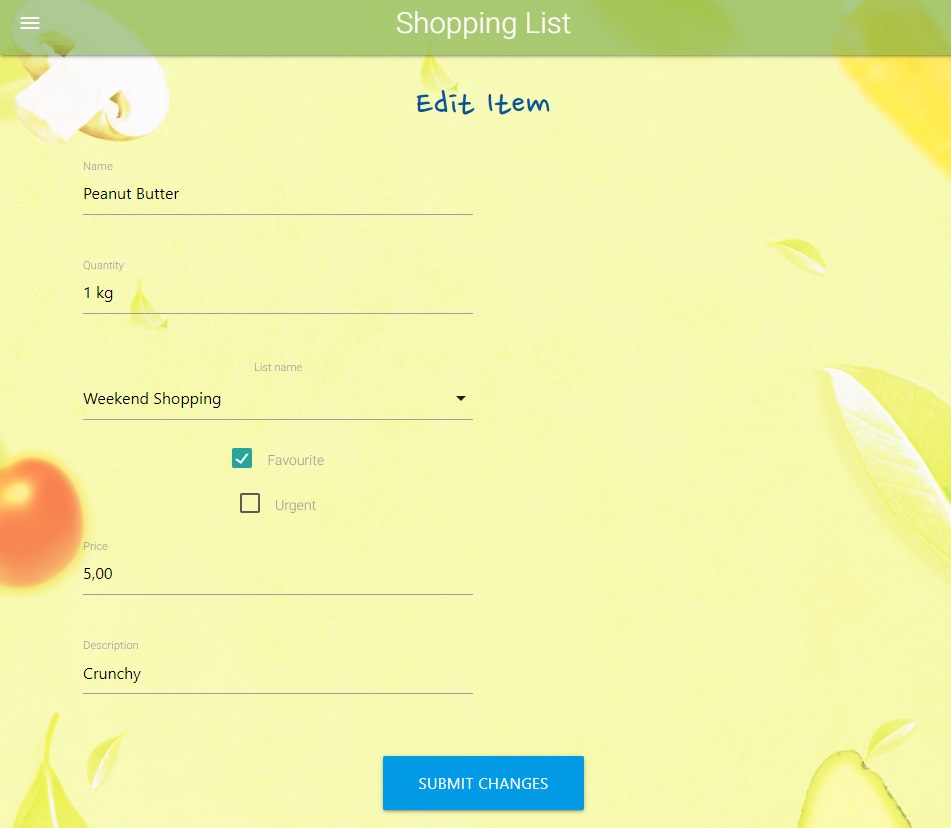 Shopping List
Edit Item
Name
Peanut Butter
Quantity
1 kg
List name
Weekend Shopping
Favourite
Urgent
Price
5,00
Description
Crunchy
SUBMIT CHANGES